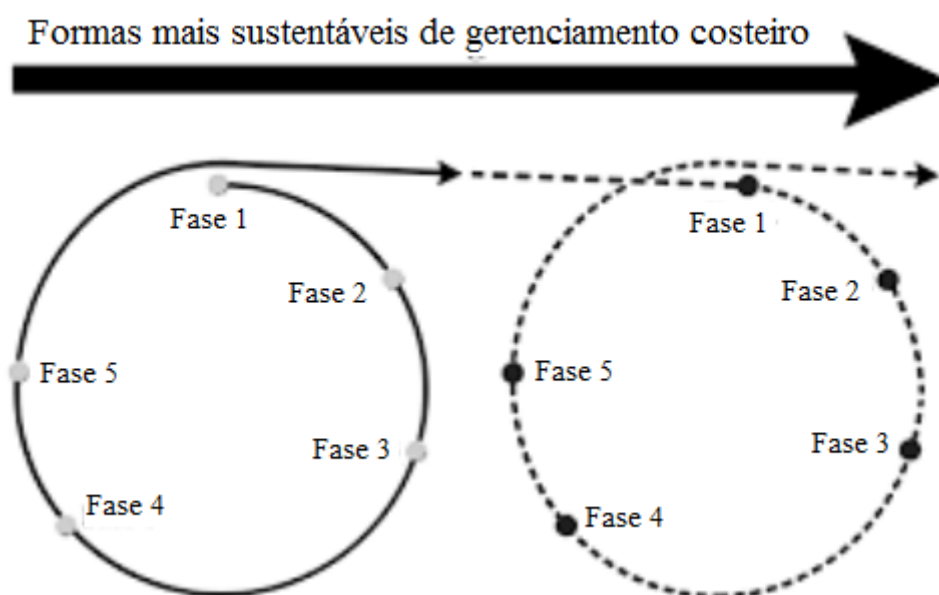 Formas mais sustentáveis de gerenciamento costeiro
Fase 1
Fase 2
Fase 3
Fase 4
Fase 5
Fase 1
Fase 2
Fase 3
Fase 4
Fase 5